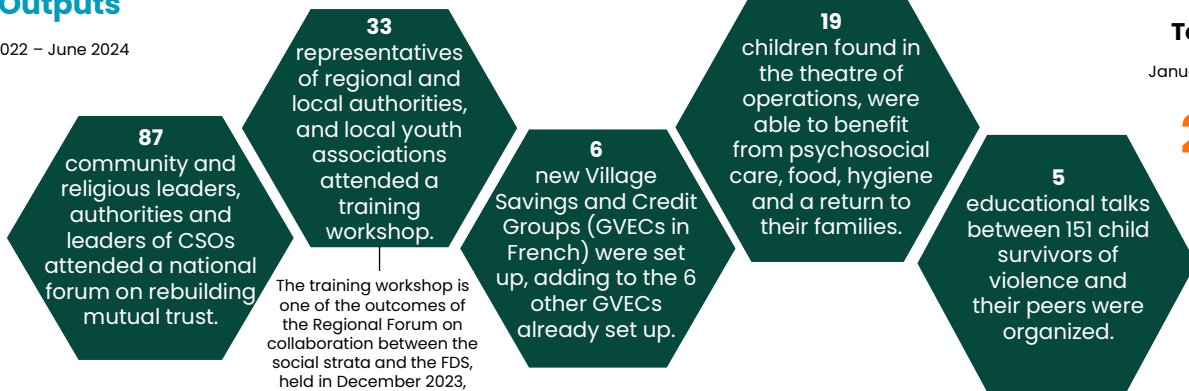 Outputs
022 – June 2024
87
community and
religious leaders,
authorities and
leaders of CSOs
attended a national
forum on rebuilding
mutual trust.
33
representatives
of regional and
local authorities,
and local youth
associations
attended a
training
workshop.
The training workshop is
one of the outcomes of
the Regional Forum on
collaboration between the
social strata and the FDS,
held in December 2023,
6
new Village
Savings and Credit
Groups (GVECs in
French) were set
up, adding to the 6
other GVECs
already set up.
19
children found in
the theatre of
operations, were
able to benefit
from psychosocial
care, food, hygiene
and a return to
their families.
5
educational talks
between 151 child
survivors of
violence and
their peers were
organized.